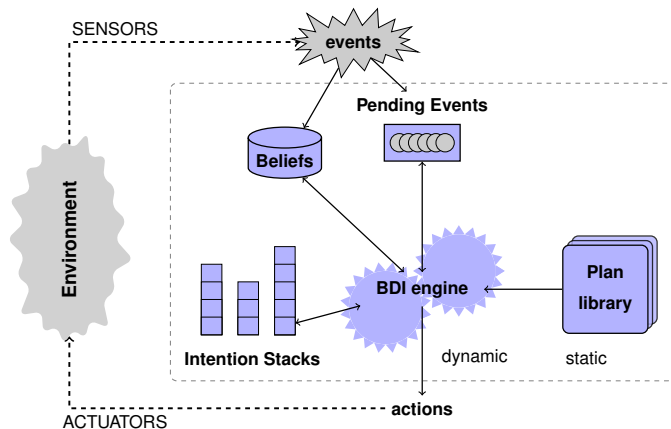 SENSORS
events
Pending Events
Beliefs
Environment
BDI engine
Plan
library
Intention Stacks
dynamic
static
actions
ACTUATORS